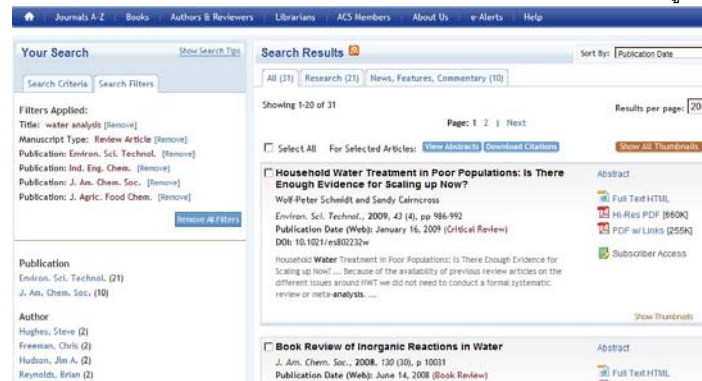 Journals A-Z Books Authors & Reviewers Librarians ACS Members About Us e-Alerts Help
Your Search
Show Search Tips
Search Criteria Search Filters
Filters Applied:
Title: water analysis [Remove]
Manuscript Type: Review Article [Remove]
Publication: Environ. Sci. Technol. [Remove]
Publication: Ind. Eng. Chem. [Remove]
Publication: J. Am. Chem. Soc. [Remove]
Publication: J. Agric. Food Chem. [Remove]
Remove All Filters
Publication
Environ. Sci. Technol. (21)
J. Am. Chem. Soc. (10)
Author
Hughes, Steve (2)
Freeman, Chris (2)
Hudson, Jim A. (2)
Reynolds, Brian (2)
Search Results
Sort By: Publication Date
All (31) Research (21) News, Features, Commentary (10)
Showing 1-20 of 31
Results per page: 20
Page: 1 2 | Next
Select All For Selected Articles: View Abstracts Download Citations
Show All Thumbnails
Household Water Treatment in Poor Populations: Is There
Enough Evidence for Scaling up Now?
Wolf-Peter Schmidt and Sandy Cairncross
Environ. Sci. Technol., 2009, 43 (4), pp 986-992
Publication Date (Web): January 16, 2009 (Critical Review)
DOI: 10.1021/es802232w
Household Water Treatment in Poor Populations: Is There Enough Evidence for
Scaling up Now? ... Because of the availability of previous review articles on the
different issues around HWT we did not need to conduct a formal systematic
review or meta-analysis. ...
Abstract
Full Text HTML
Hi-Res PDF [660K]
PDF w/ Links [255K]
Subscriber Access
Show Thumbnails
Book Review of Inorganic Reactions in Water
J. Am. Chem. Soc., 2008, 130 (30), p 10031
Publication Date (Web): June 14, 2008 (Book Review)
Abstract
Full Text HTML